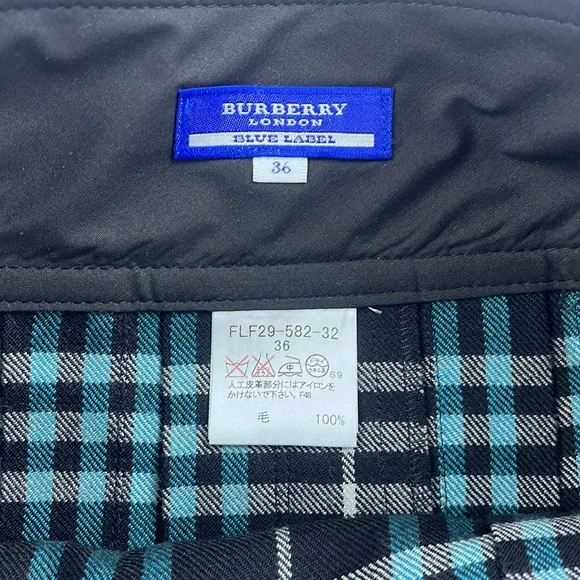 BURBERRY
LONDON
BLUE LABEL
36
FLF29-582-32
36
S9
人工皮革部分にはアイロンを
かけないで下さい。F48
毛 100%